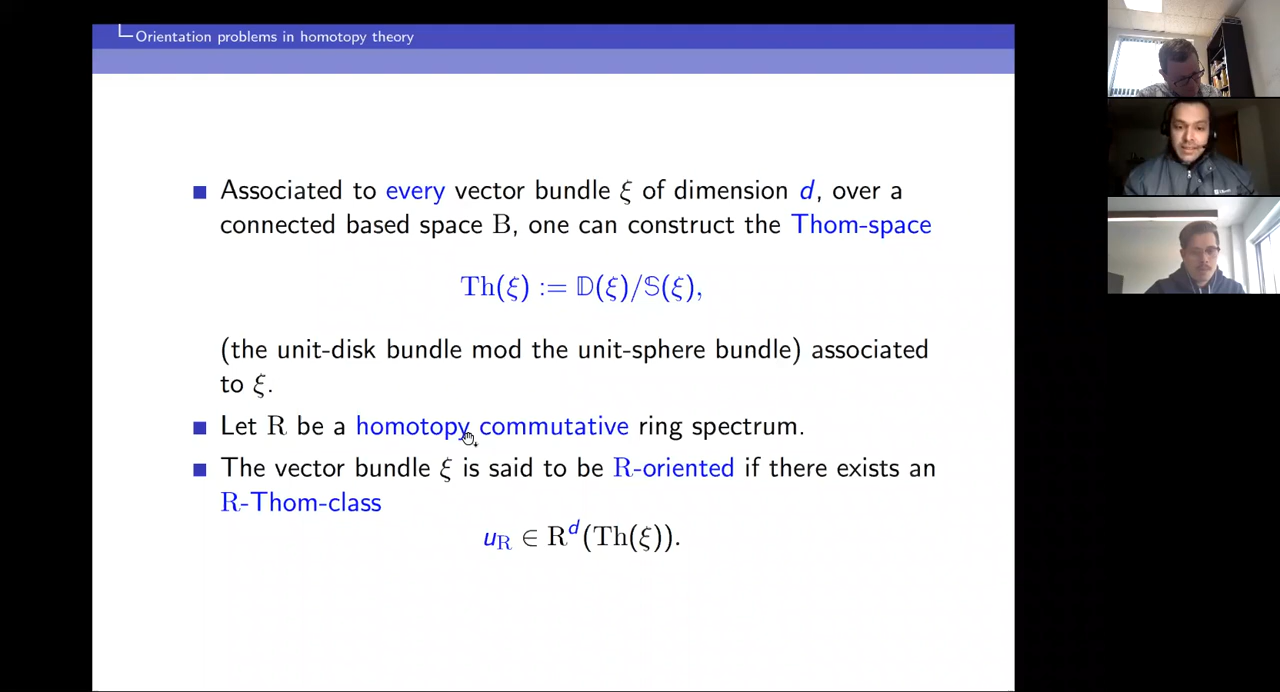 Orientation problems in homotopy theory
Associated to every vector bundle ξ of dimension d, over a
connected based space B, one can construct the Thom-space
Th(ξ) := 𝔻(ξ)/𝕊(ξ),
(the unit-disk bundle mod the unit-sphere bundle) associated
to ξ.
Let R be a homotopy commutative ring spectrum.
The vector bundle ξ is said to be R-oriented if there exists an
R-Thom-class
u_R ∈ R^d(Th(ξ)).